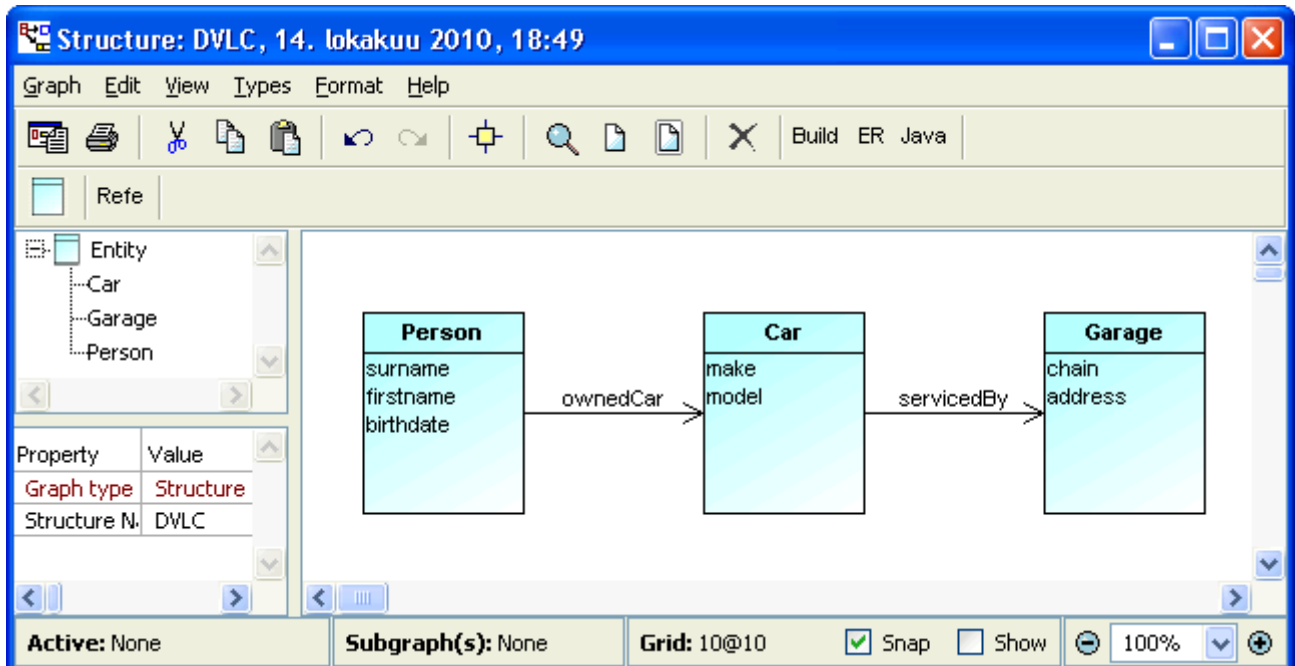 Structure: DVLC, 14. lokakuu 2010, 18:49
Graph Edit View Types Format Help
Build ER Java
Refe
Entity
Car
Garage
Person
Property Value
Graph type Structure
Structure N. DVLC
Person
surname
firstname
birthdate
ownedCar
Car
make
model
servicedBy
Garage
chain
address
Active: None Subgraph(s): None Grid: 10@10 Snap Show 100%